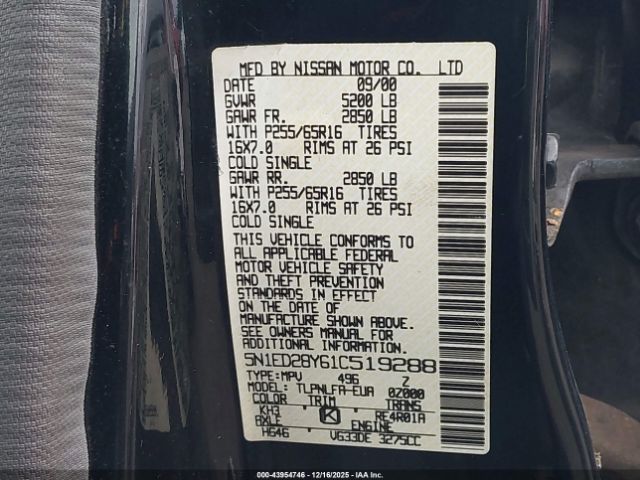 MFD BY NISSAN MOTOR CO. LTD
DATE 09/00
GVWR 5200 LB
GAWR FR. 2850 LB
WITH P255/65R16 TIRES
16X7.0 RIMS AT 26 PSI
COLD SINGLE
GAWR RR. 2850 LB
WITH P255/65R16 TIRES
16X7.0 RIMS AT 26 PSI
COLD SINGLE
THIS VEHICLE CONFORMS TO
ALL APPLICABLE FEDERAL
MOTOR VEHICLE SAFETY
AND THEFT PREVENTION
STANDARDS IN EFFECT
ON THE DATE OF
MANUFACTURE SHOWN ABOVE
SEE OWNERS MANUAL FOR
ADDITIONAL INFORMATION
5N1ED28Y61C519288
TYPE:MPV 496 Z
MODEL: TLPNLFA-EUA 0Z000
COLOR TRIM TRANS
KH3 K RE4R01A
AXLE ENGINE
HG46 VG33DE 3275CC
000-43954746 - 12/16/2025 - IAAI.COM